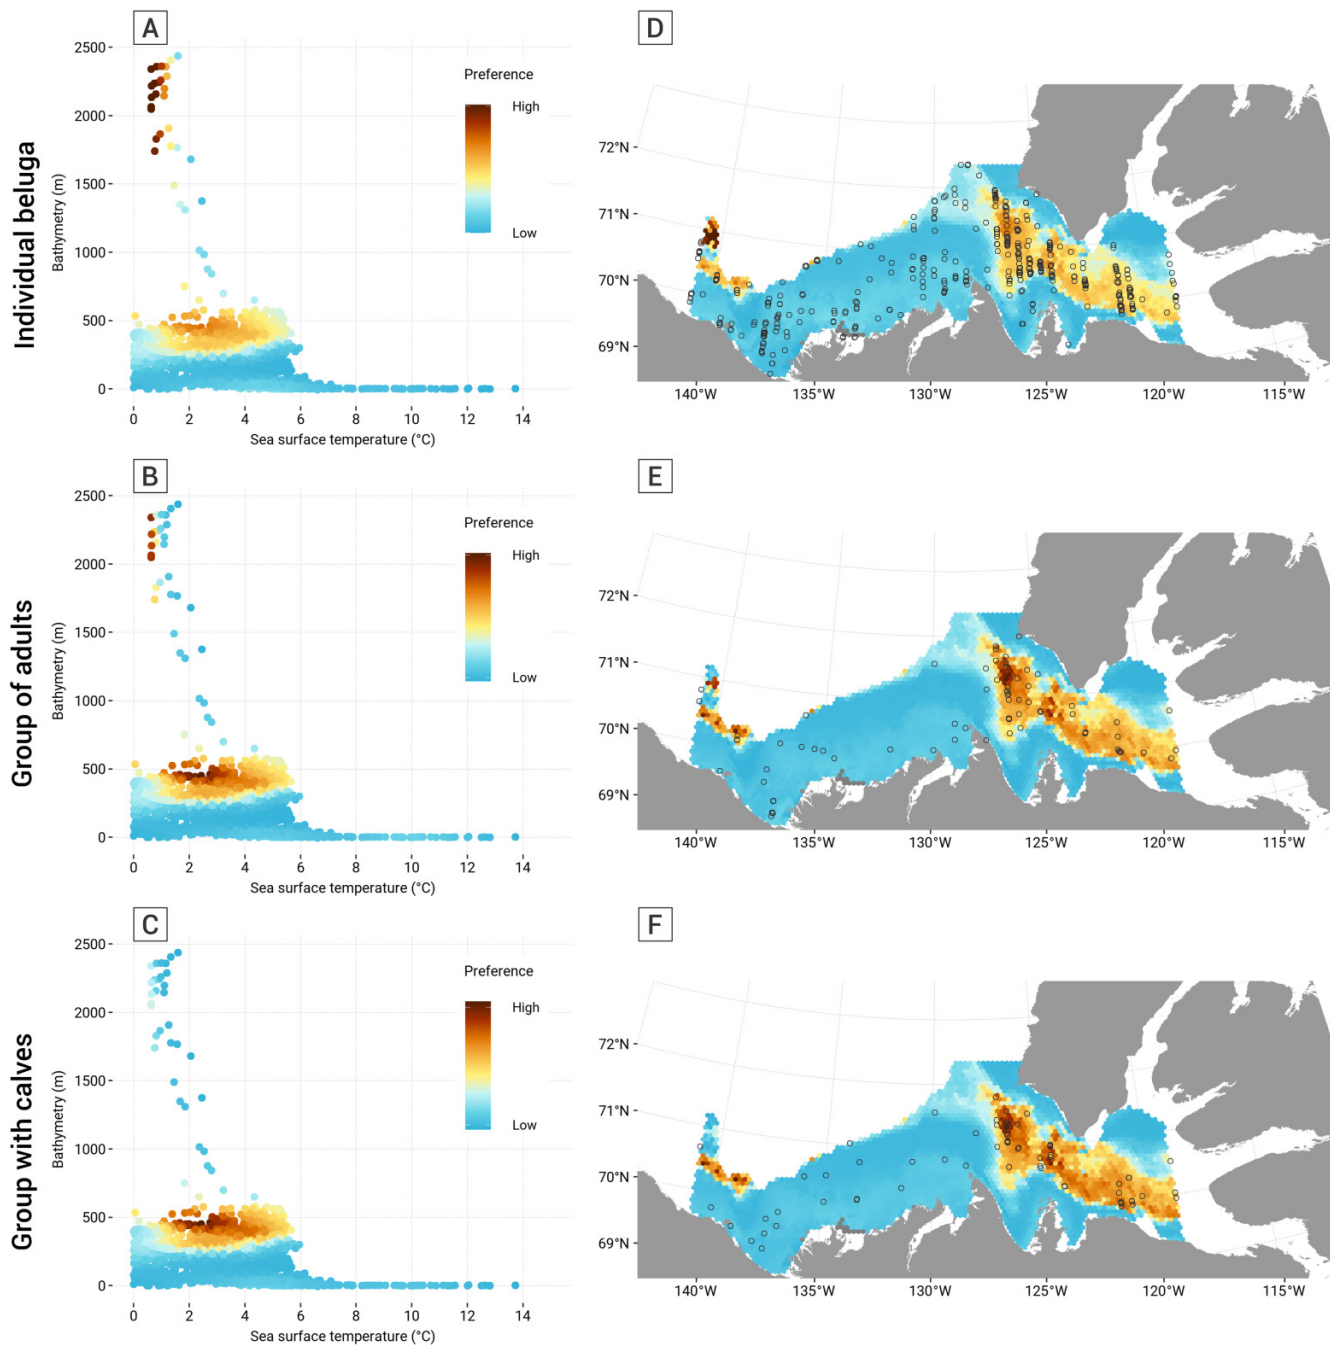 A
D
Individual beluga
Bathymetry (m)
2500
2000
1500
1000
500
0
Preference
High
Low
0 2 4 6 8 10 12 14
Sea surface temperature (°C)
72°N
71°N
70°N
69°N
140°W 135°W 130°W 125°W 120°W 115°W
B
E
Group of adults
Bathymetry (m)
2500
2000
1500
1000
500
0
Preference
High
Low
0 2 4 6 8 10 12 14
Sea surface temperature (°C)
72°N
71°N
70°N
69°N
140°W 135°W 130°W 125°W 120°W 115°W
C
F
Group with calves
Bathymetry (m)
2500
2000
1500
1000
500
0
Preference
High
Low
0 2 4 6 8 10 12 14
Sea surface temperature (°C)
72°N
71°N
70°N
69°N
140°W 135°W 130°W 125°W 120°W 115°W